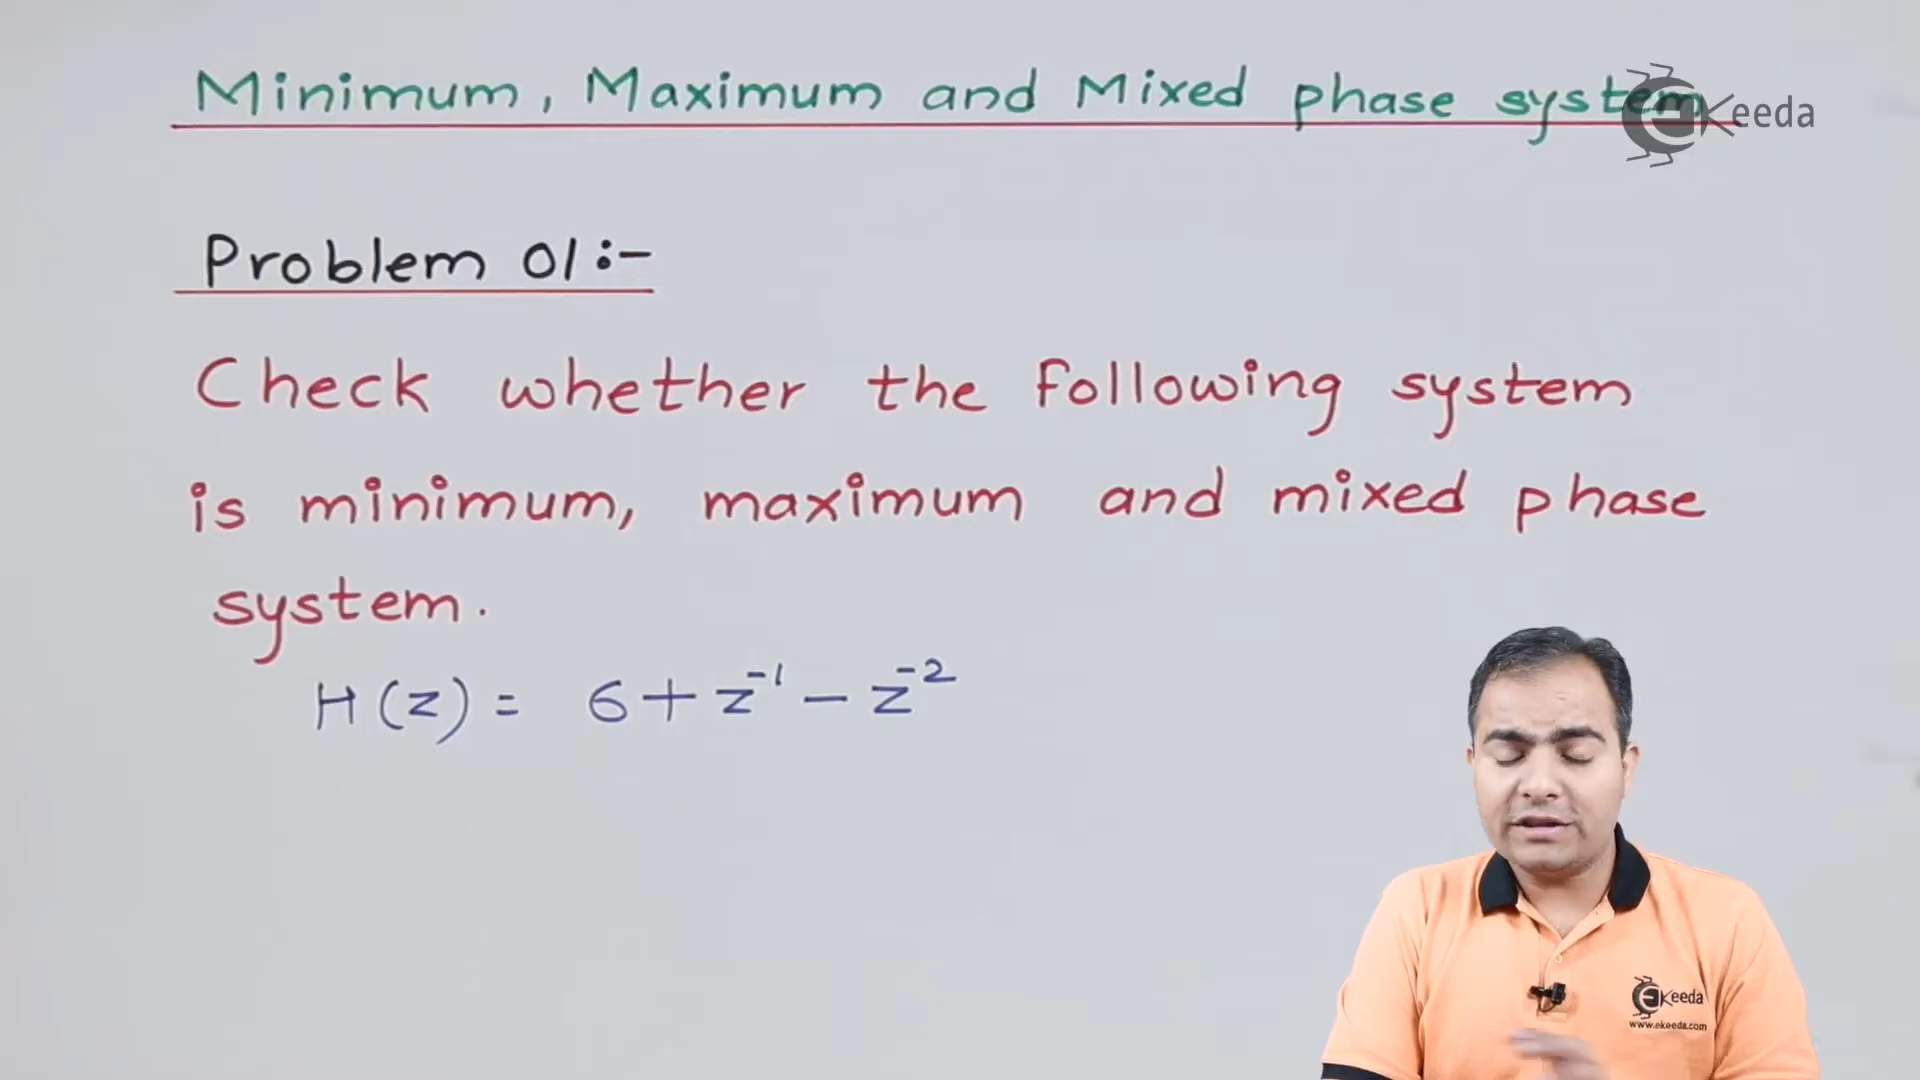 Minimum, Maximum and Mixed phase system
EKeeda
Problem 01:-
Check whether the following system
is minimum, maximum and mixed phase
system.
H(z) = 6 + z⁻¹ - z⁻²
EKeeda
www.ekeeda.com